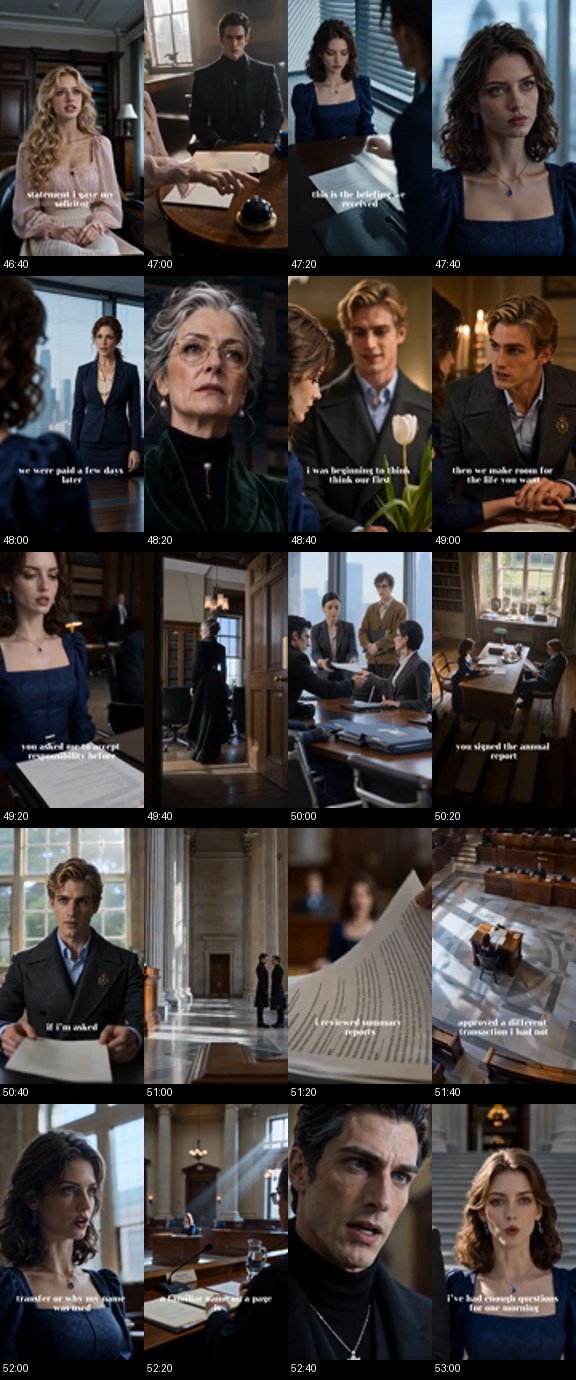 statement i gave my
solicitor
46:40
47:00
this is the briefing we
received
47:20
47:40
we were paid a few days
later
48:00
48:20
i was beginning to think
think our first
48:40
then we make room for
the life you want
49:00
you asked me to accept
responsibility before
49:20
49:40
50:00
you signed the annual
report
50:20
if i'm asked
50:40
51:00
i reviewed summary
reports
51:20
approved a different
transaction i had not
51:40
transfer or why my name
was used
52:00
a familiar name on a page
is
52:20
52:40
i've had enough questions
for one morning
53:00